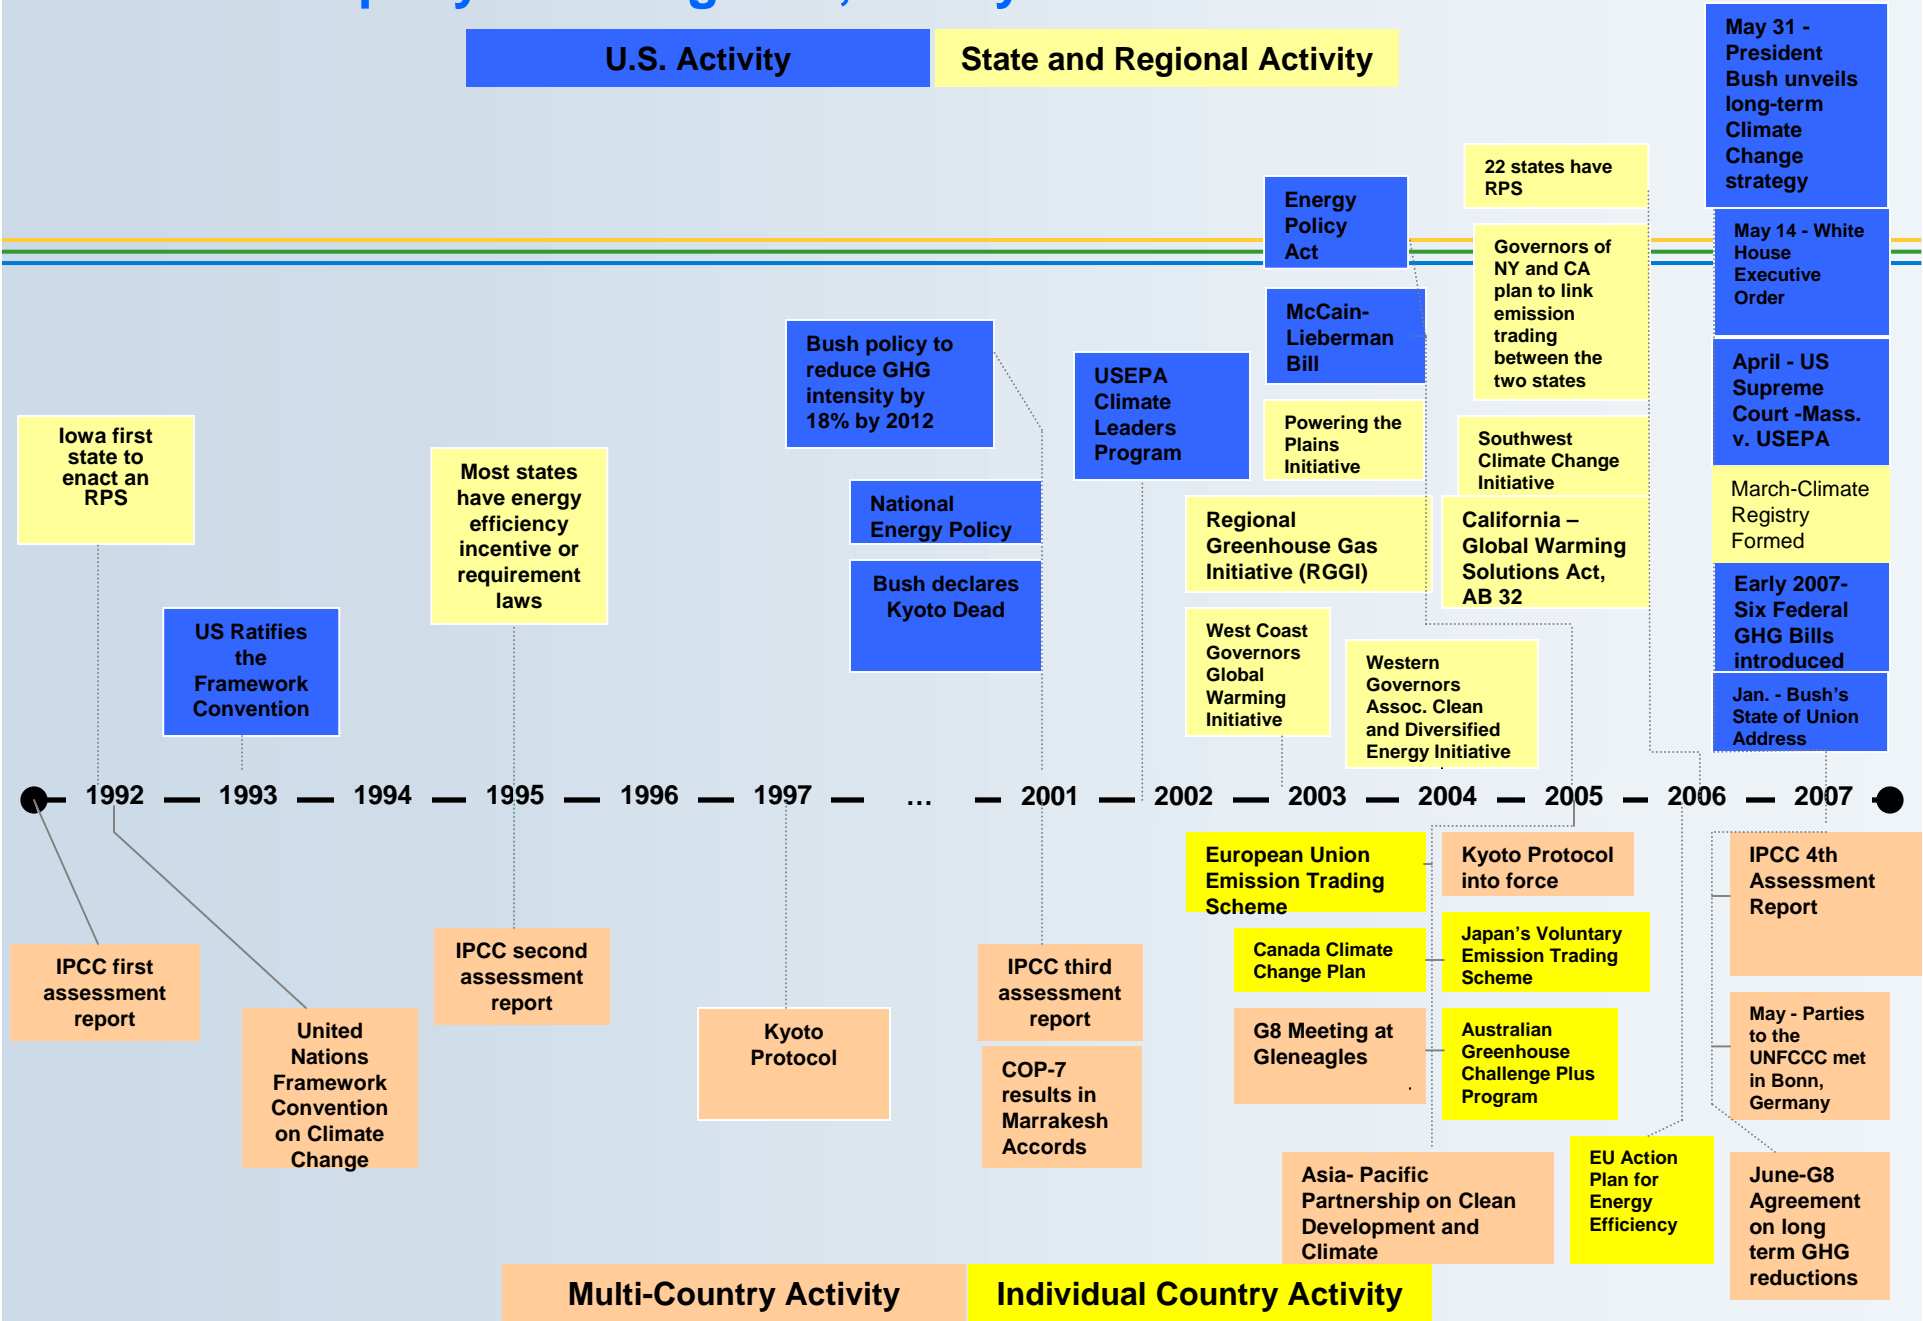 U.S. Activity
State and Regional Activity
May 31 -
President
Bush unveils
long-term
Climate
Change
strategy
22 states have
RPS
Energy
Policy
Act
May 14 - White
House
Executive
Order
Governors of
NY and CA
plan to link
emission
trading
between the
two states
McCain-
Lieberman
Bill
Bush policy to
reduce GHG
intensity by
18% by 2012
USEPA
Climate
Leaders
Program
April - US
Supreme
Court -Mass.
v. USEPA
Iowa first
state to
enact an
RPS
Most states
have energy
efficiency
incentive or
requirement
laws
Powering the
Plains
Initiative
Southwest
Climate Change
Initiative
March-Climate
Registry
Formed
National
Energy Policy
Regional
Greenhouse Gas
Initiative (RGGI)
California –
Global Warming
Solutions Act,
AB 32
Bush declares
Kyoto Dead
Early 2007-
Six Federal
GHG Bills
introduced
US Ratifies
the
Framework
Convention
West Coast
Governors
Global
Warming
Initiative
Western
Governors
Assoc. Clean
and Diversified
Energy Initiative
Jan. - Bush's
State of Union
Address
1992 1993 1994 1995 1996 1997 ... 2001 2002 2003 2004 2005 2006 2007
European Union
Emission Trading
Scheme
Kyoto Protocol
into force
IPCC 4th
Assessment
Report
IPCC first
assessment
report
IPCC second
assessment
report
IPCC third
assessment
report
Canada Climate
Change Plan
Japan's Voluntary
Emission Trading
Scheme
United
Nations
Framework
Convention
on Climate
Change
Kyoto
Protocol
COP-7
results in
Marrakesh
Accords
G8 Meeting at
Gleneagles
Australian
Greenhouse
Challenge Plus
Program
May - Parties
to the
UNFCCC met
in Bonn,
Germany
Asia- Pacific
Partnership on Clean
Development and
Climate
EU Action
Plan for
Energy
Efficiency
June-G8
Agreement
on long
term GHG
reductions
Multi-Country Activity
Individual Country Activity